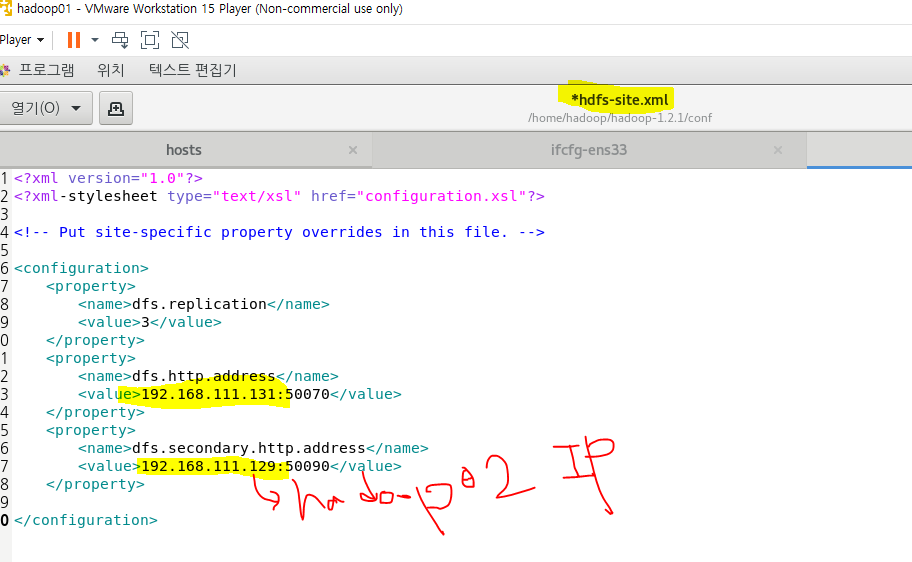 hadoop01 - VMware Workstation 15 Player (Non-commercial use only)
Player
프로그램 위치 텍스트 편집기
열기(O) *hdfs-site.xml
/home/hadoop/hadoop-1.2.1/conf
hosts × ifcfg-ens33 ×
1 <?xml version="1.0"?>
2 <?xml-stylesheet type="text/xsl" href="configuration.xsl"?>
3
4 <!-- Put site-specific property overrides in this file. -->
5
6 <configuration>
7 <property>
8 <name>dfs.replication</name>
9 <value>3</value>
0 </property>
1 <property>
2 <name>dfs.http.address</name>
3 <value>192.168.111.131:50070</value>
4 </property>
5 <property>
6 <name>dfs.secondary.http.address</name>
7 <value>192.168.111.129:50090</value>
8 </property>
9
0 </configuration>
hadoop02 IP